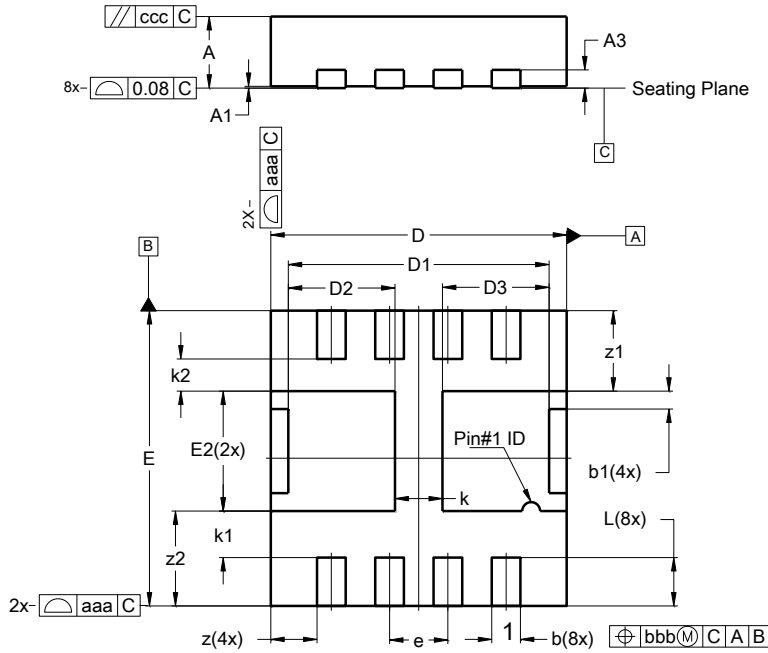 // ccc C
A
A3
8x- ⌓ 0.08 C
Seating Plane
A1
C
2X- ⌓ aaa C
D
A
B
D1
D2
D3
z1
k2
Pin#1 ID
E2(2x)
E
b1(4x)
k
L(8x)
k1
z2
2x- ⌓ aaa C
z(4x)
e
1
b(8x)
⌖ bbbⓂ C A B